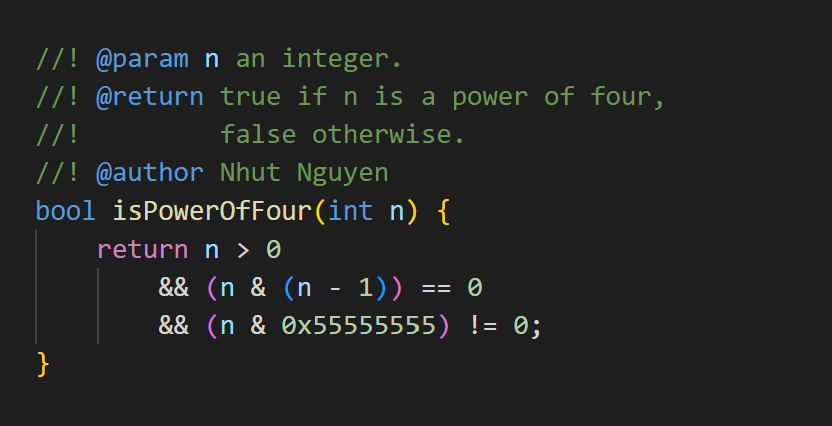 //! @param n an integer.
//! @return true if n is a power of four,
//!         false otherwise.
//! @author Nhut Nguyen
bool isPowerOfFour(int n) {
    return n > 0
        && (n & (n - 1)) == 0
        && (n & 0x55555555) != 0;
}